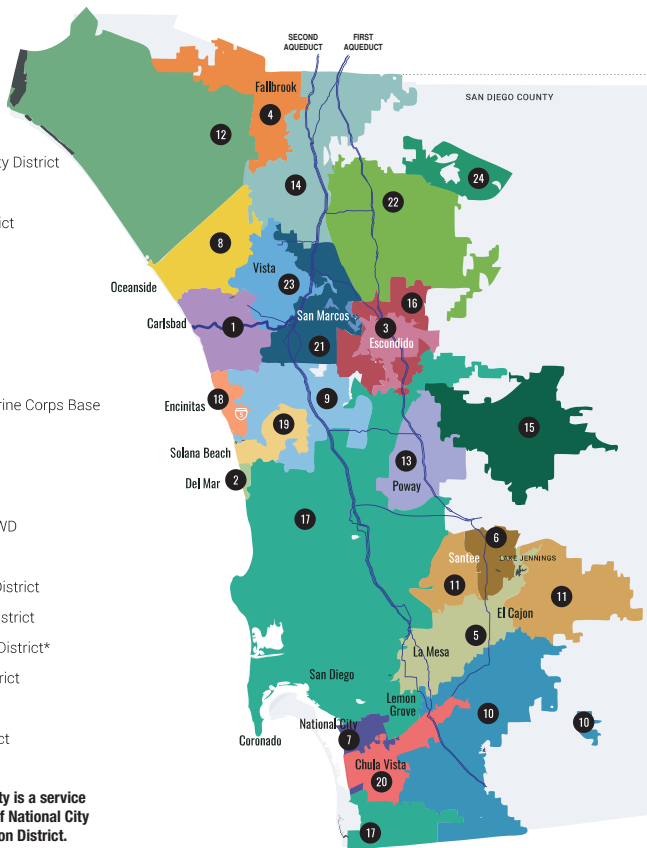 SECOND
AQUEDUCT
FIRST
AQUEDUCT
SAN DIEGO COUNTY
Fallbrook
4
12
ty District
24
14
22
trict
8
Vista
23
Oceanside
16
San Marcos
Carlsbad
1
3
Escondido
21
rine Corps Base
Encinitas
18
9
5
19
15
Solana Beach
13
Del Mar
2
Poway
17
WD
6
Santee
LAKE JENNINGS
11
11
District
El Cajon
istrict
5
La Mesa
District*
San Diego
trict
Lemon
Grove
10
10
National City
Coronado
7
ct
Chula Vista
20
ty is a service
of National City
on District.
17